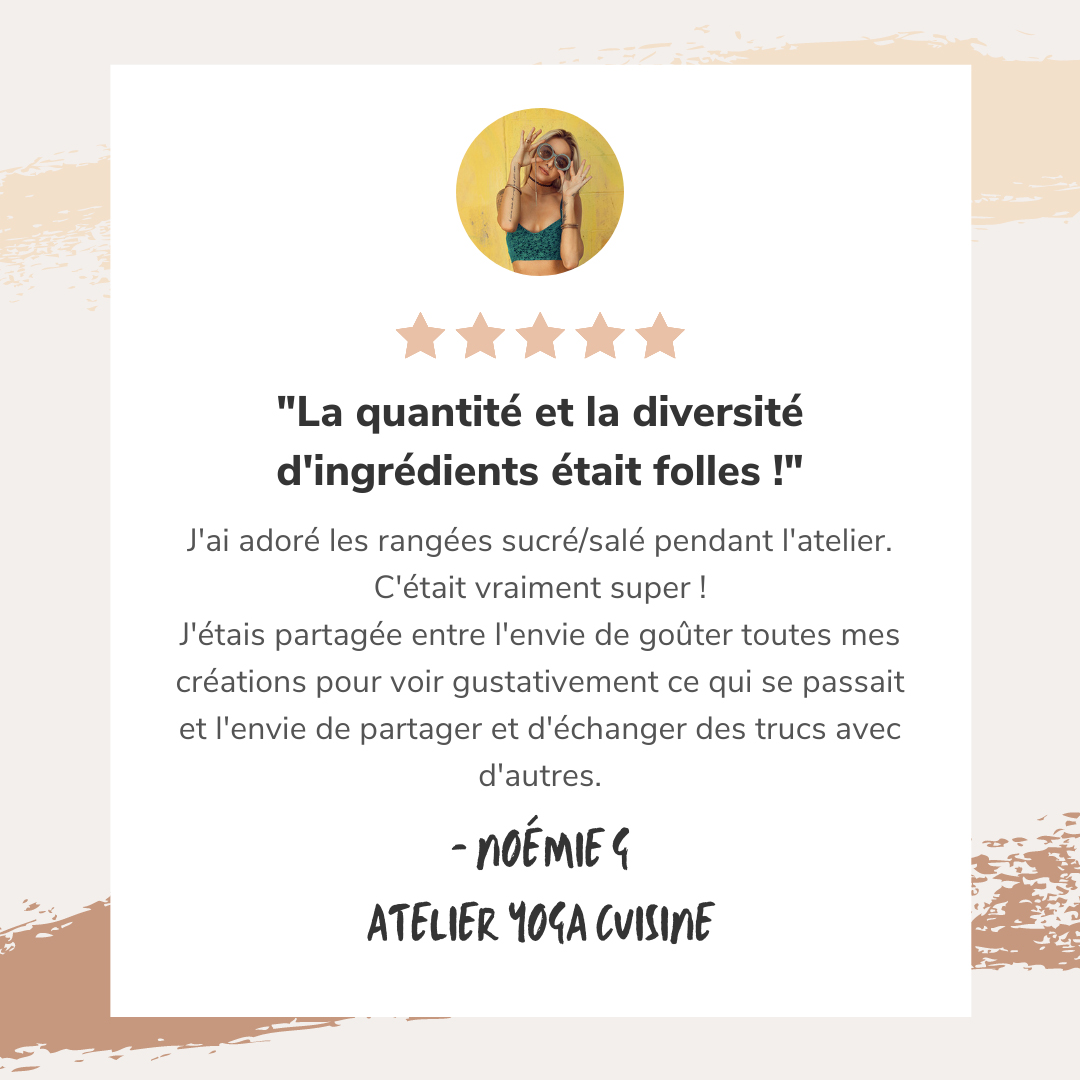 "La quantité et la diversité
d'ingrédients était folles !"
J'ai adoré les rangées sucré/salé pendant l'atelier.
C'était vraiment super !
J'étais partagée entre l'envie de goûter toutes mes
créations pour voir gustativement ce qui se passait
et l'envie de partager et d'échanger des trucs avec
d'autres.
- NOÉMIE G
ATELIER YOGA CUISINE